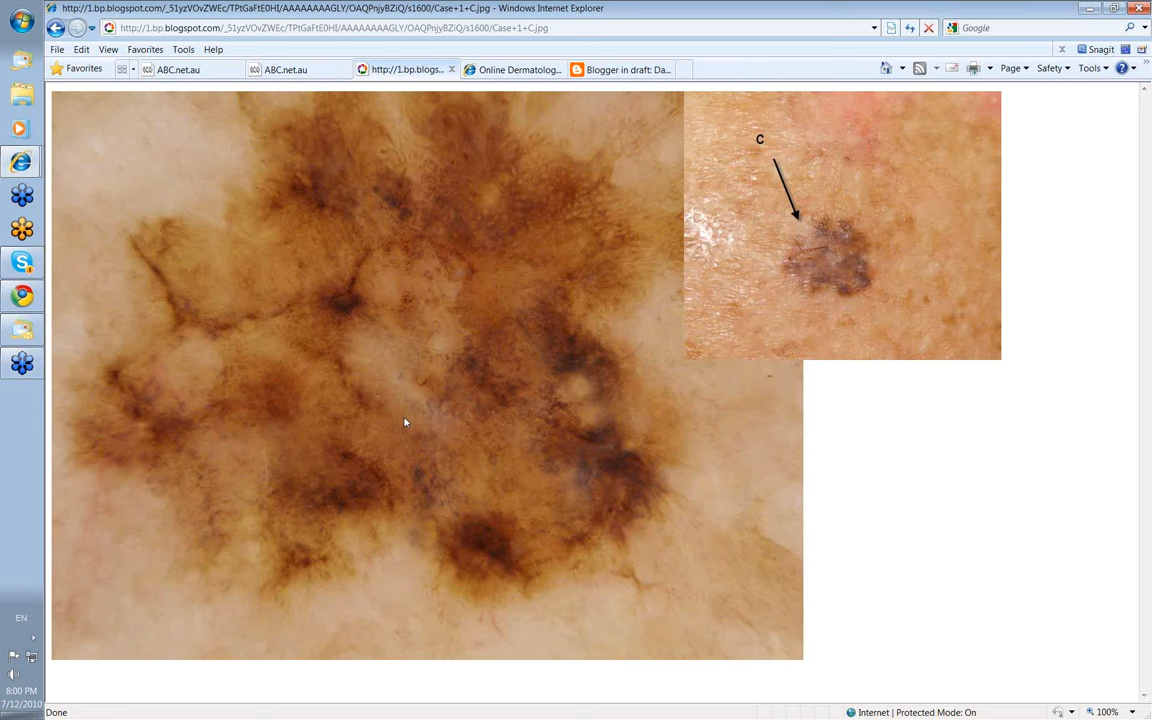 http://1.bp.blogspot.com/_51yzVOvZWEc/TPtGaFtE0HI/AAAAAAAAGLY/OAQPnjyBZiQ/s1600/Case+1+C.jpg - Windows Internet Explorer
http://1.bp.blogspot.com/_51yzVOvZWEc/TPtGaFtE0HI/AAAAAAAAGLY/OAQPnjyBZiQ/s1600/Case+1+C.jpg
Google
File Edit View Favorites Tools Help
x Snagit
Favorites
ABC.net.au
ABC.net.au
http://1.bp.blogs...
Online Dermatolog...
Blogger in draft: Da...
Page Safety Tools
C
EN
8:00 PM
7/12/2010
Done
Internet | Protected Mode: On
100%